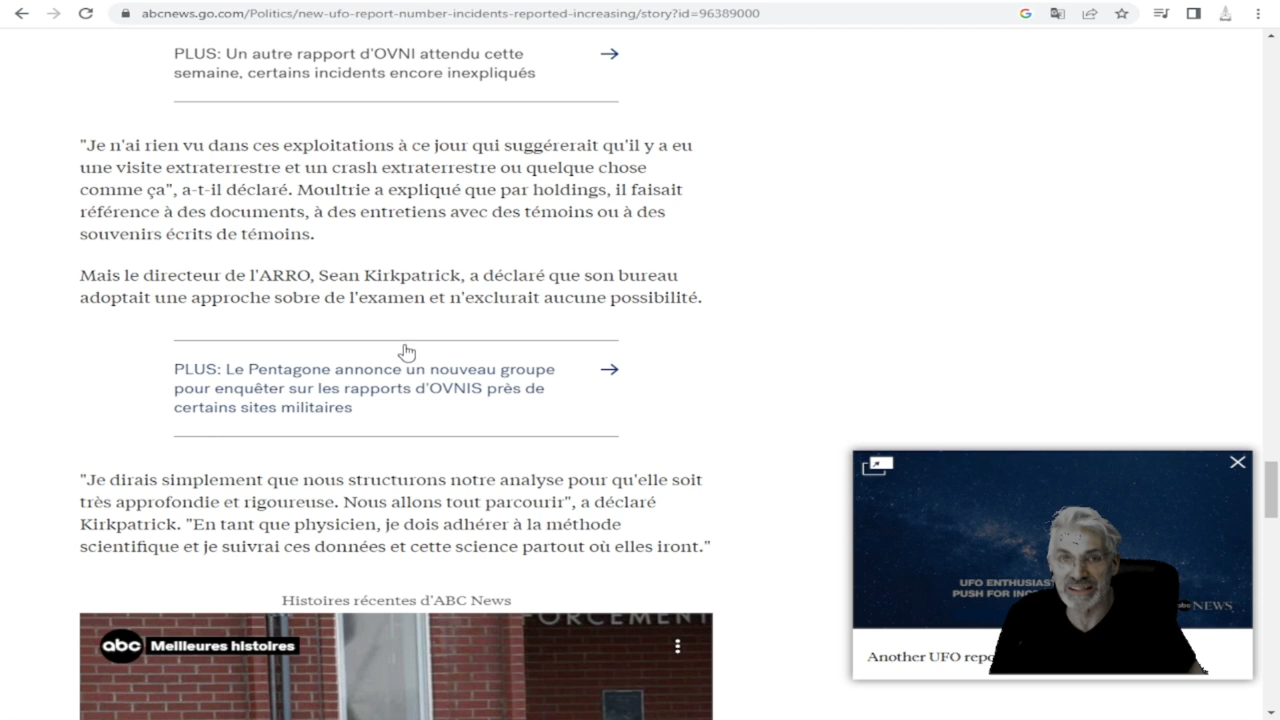 abcnews.go.com/Politics/new-ufo-report-number-incidents-reported-increasing/story?id=96389000
PLUS: Un autre rapport d'OVNI attendu cette
semaine, certains incidents encore inexpliqués
"Je n'ai rien vu dans ces exploitations à ce jour qui suggérerait qu'il y a eu
une visite extraterrestre et un crash extraterrestre ou quelque chose
comme ça", a-t-il déclaré. Moultrie a expliqué que par holdings, il faisait
référence à des documents, à des entretiens avec des témoins ou à des
souvenirs écrits de témoins.
Mais le directeur de l'ARRO, Sean Kirkpatrick, a déclaré que son bureau
adoptait une approche sobre de l'examen et n'exclurait aucune possibilité.
PLUS: Le Pentagone annonce un nouveau groupe
pour enquêter sur les rapports d'OVNIS près de
certains sites militaires
"Je dirais simplement que nous structurons notre analyse pour qu'elle soit
très approfondie et rigoureuse. Nous allons tout parcourir", a déclaré
Kirkpatrick. "En tant que physicien, je dois adhérer à la méthode
scientifique et je suivrai ces données et cette science partout où elles iront."
Histoires récentes d'ABC News
abc Meilleures histoires
ORCEMENT
UFO ENTHUSIAST
PUSH FOR INC
abc NEWS
Another UFO repo